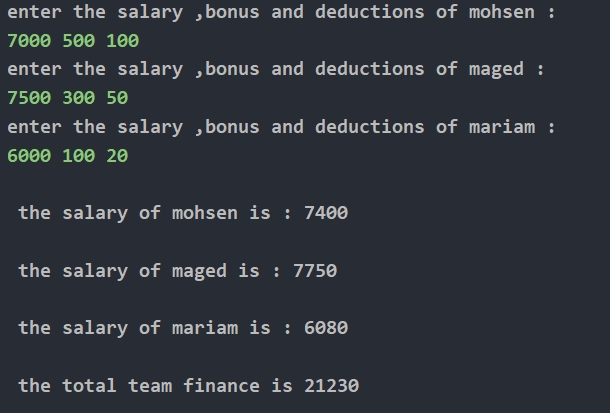 enter the salary ,bonus and deductions of mohsen :
7000 500 100
enter the salary ,bonus and deductions of maged :
7500 300 50
enter the salary ,bonus and deductions of mariam :
6000 100 20
the salary of mohsen is : 7400
the salary of maged is : 7750
the salary of mariam is : 6080
the total team finance is 21230